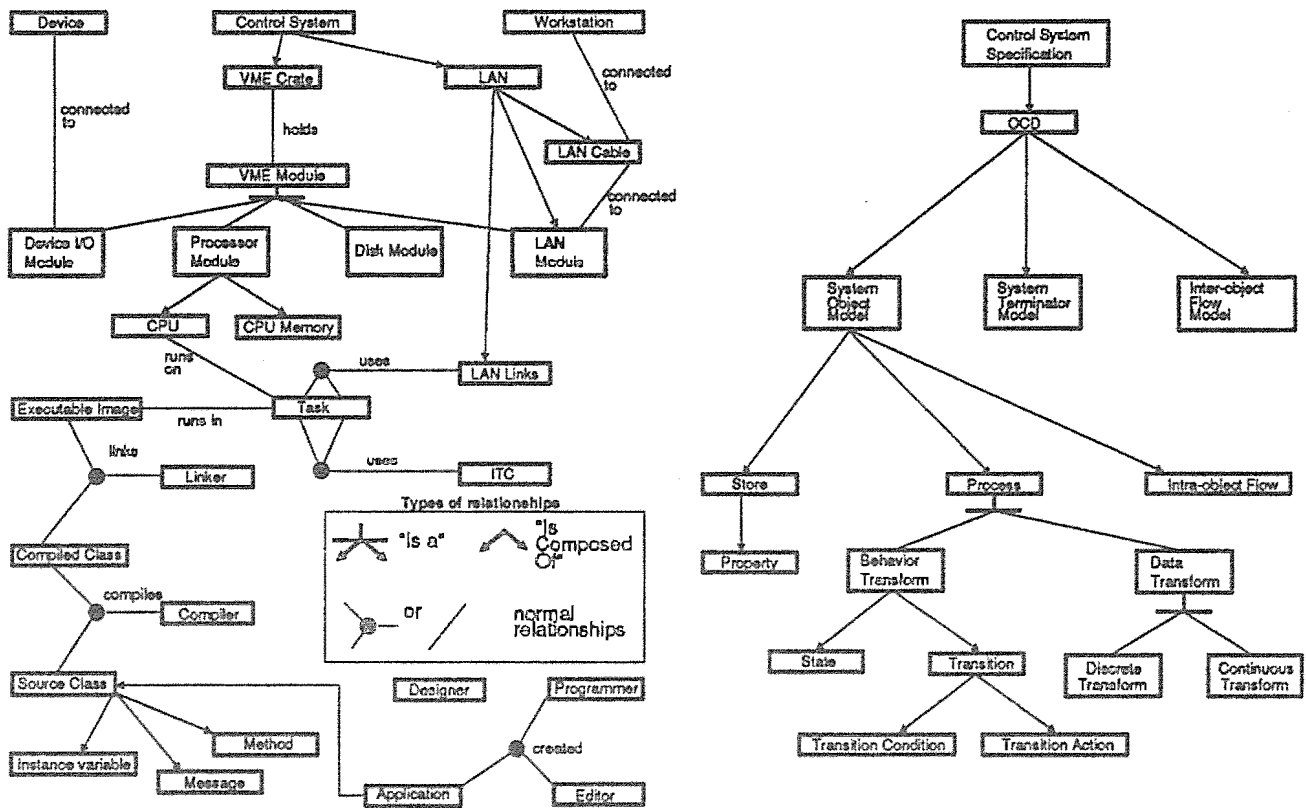 Device
Control System
Workstation
VME Crate
LAN
connected
to
connected
to
holds
LAN Cable
VME Module
connected
to
Device I/O
Module
Processor
Module
Disk Module
LAN
Module
CPU
CPU Memory
runs
on
uses
LAN Links
Executable Image
runs in
Task
links
Linker
uses
ITC
Types of relationships
"is a"
"is
Composed
Of"
or
normal
relationships
Compiled Class
compiles
Compiler
Source Class
Designer
Programmer
Method
Instance variable
Message
created
Application
Editor
Control System
Specification
OCD
System
Object
Model
System
Terminator
Model
Inter-object
Flow
Model
Store
Process
Intra-object Flow
Property
Behavior
Transform
Data
Transform
State
Transition
Discrete
Transform
Continuous
Transform
Transition Condition
Transition Action